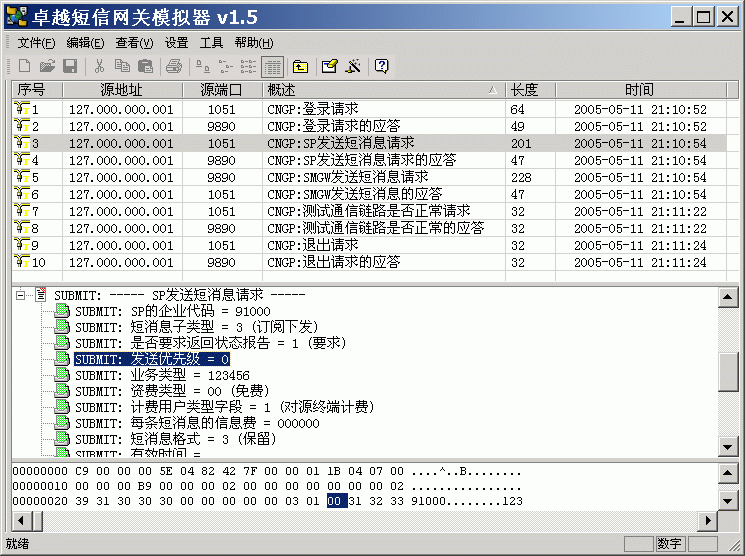 卓越短信网关模拟器 v1.5
文件(F) 编辑(E) 查看(V) 设置 工具 帮助(H)
序号 源地址 源端口 概述 长度 时间
1 127.000.000.001 1051 CNGP:登录请求 64 2005-05-11 21:10:52
2 127.000.000.001 9890 CNGP:登录请求的应答 49 2005-05-11 21:10:52
3 127.000.000.001 1051 CNGP:SP发送短消息请求 201 2005-05-11 21:10:54
4 127.000.000.001 9890 CNGP:SP发送短消息请求的应答 47 2005-05-11 21:10:54
5 127.000.000.001 9890 CNGP:SMGW发送短消息请求 228 2005-05-11 21:10:54
6 127.000.000.001 1051 CNGP:SMGW发送短消息的应答 47 2005-05-11 21:10:54
7 127.000.000.001 1051 CNGP:测试通信链路是否正常请求 32 2005-05-11 21:11:22
8 127.000.000.001 9890 CNGP:测试通信链路是否正常的应答 32 2005-05-11 21:11:22
9 127.000.000.001 1051 CNGP:退出请求 32 2005-05-11 21:11:24
10 127.000.000.001 9890 CNGP:退出请求的应答 32 2005-05-11 21:11:24
SUBMIT: ----- SP发送短消息请求 -----
SUBMIT: SP的企业代码 = 91000
SUBMIT: 短消息子类型 = 3 (订阅下发)
SUBMIT: 是否要求返回状态报告 = 1 (要求)
SUBMIT: 发送优先级 = 0
SUBMIT: 业务类型 = 123456
SUBMIT: 资费类型 = 00 (免费)
SUBMIT: 计费用户类型字段 = 1 (对源终端计费)
SUBMIT: 每条短消息的信息费 = 000000
SUBMIT: 短消息格式 = 3 (保留)
SUBMIT: 有效时间 =
00000000 C9 00 00 00 5E 04 82 42 7F 00 00 01 1B 04 07 00 ....^..B........
00000010 00 00 00 B9 00 00 00 02 00 00 00 00 00 00 00 02 ................
00000020 39 31 30 30 30 00 00 00 00 00 03 01 00 31 32 33 91000........123
就绪 数字